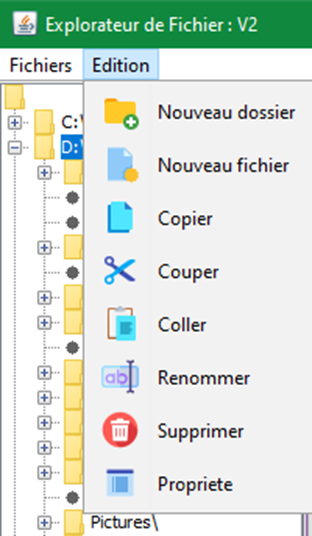 Explorateur de Fichier : V2
Fichiers Edition
Nouveau dossier
C:\
Nouveau fichier
D:\
Copier
Couper
Coller
Renommer
Supprimer
Propriete
Pictures\